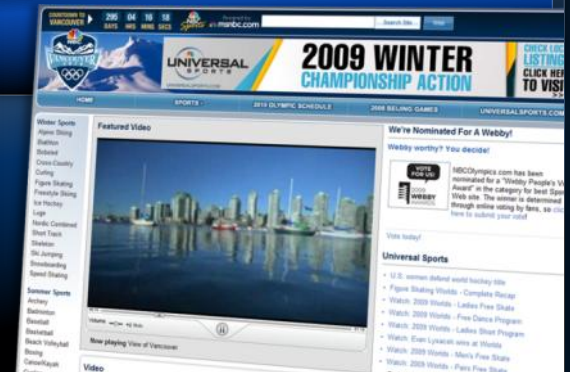 COUNTDOWN TO VANCOUVER
295 04 16 18
DAYS HRS MINS SECS
Sports on msnbc.com
Search Site
NBC
VANCOUVER
UNIVERSAL
SPORTS
2009 WINTER
CHAMPIONSHIP ACTION
CHECK LOC
LISTING
CLICK HE
TO VISI
>>
HOME
SPORTS
2010 OLYMPIC SCHEDULE
2008 BEIJING GAMES
UNIVERSALSPORTS.COM
Winter Sports
Alpine Skiing
Biathlon
Bobsled
Cross Country
Curling
Figure Skating
Freestyle Skiing
Ice Hockey
Luge
Nordic Combined
Short Track
Skeleton
Ski Jumping
Snowboarding
Speed Skating
Summer Sports
Archery
Badminton
Baseball
Basketball
Beach Volleyball
Boxing
Canoe/Kayak
Featured Video
Volume
Now playing View of Vancouver
Video
We're Nominated For A Webby!
Webby worthy? You decide!
VOTE
FOR US!
2009
WEBBY
AWARDS
NBCOlympics.com has been
nominated for a "Webby People's V
Award" in the category for best Spo
Web site. The winner is determined
through online voting by fans, so clic
here to submit your vote!
Vote today!
Universal Sports
U.S. women defend world hockey title
Figure Skating Worlds - Complete Recap
Watch: 2009 Worlds - Ladies Free Skate
Watch: 2009 Worlds - Free Dance Program
Watch: 2009 Worlds - Ladies Short Program
Watch: Evan Lysacek wins at Worlds
Watch: 2009 Worlds - Men's Free Skate
Watch: 2009 Worlds - Pairs Free Skate